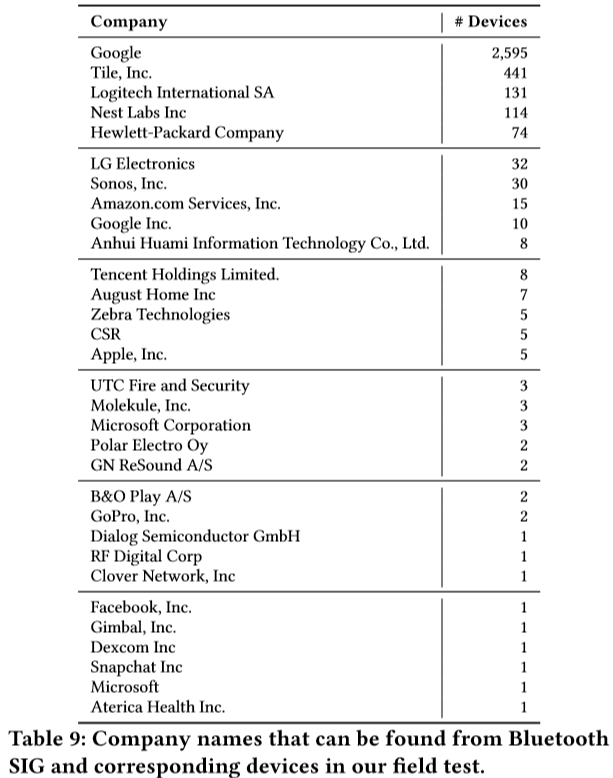 Company # Devices
Google 2,595
Tile, Inc. 441
Logitech International SA 131
Nest Labs Inc 114
Hewlett-Packard Company 74
LG Electronics 32
Sonos, Inc. 30
Amazon.com Services, Inc. 15
Google Inc. 10
Anhui Huami Information Technology Co., Ltd. 8
Tencent Holdings Limited. 8
August Home Inc 7
Zebra Technologies 5
CSR 5
Apple, Inc. 5
UTC Fire and Security 3
Molekule, Inc. 3
Microsoft Corporation 3
Polar Electro Oy 2
GN ReSound A/S 2
B&O Play A/S 2
GoPro, Inc. 2
Dialog Semiconductor GmbH 1
RF Digital Corp 1
Clover Network, Inc 1
Facebook, Inc. 1
Gimbal, Inc. 1
Dexcom Inc 1
Snapchat Inc 1
Microsoft 1
Aterica Health Inc. 1
Table 9: Company names that can be found from Bluetooth
SIG and corresponding devices in our field test.